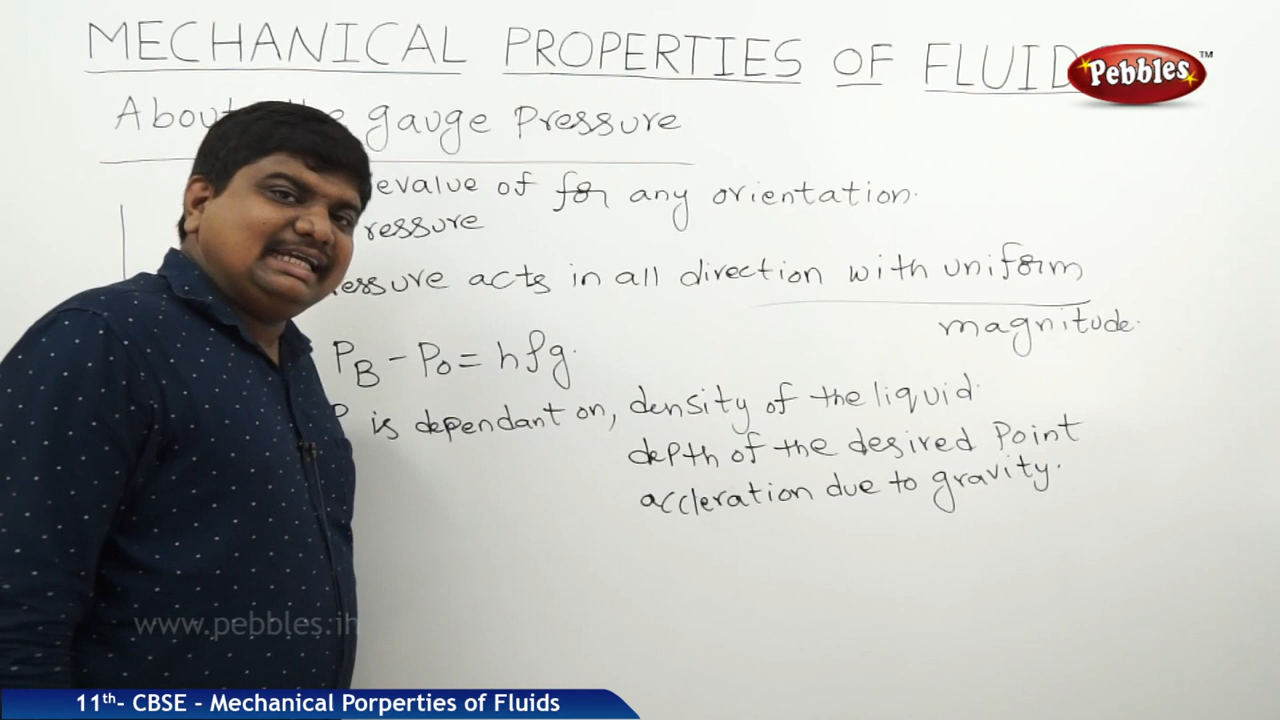 MECHANICAL PROPERTIES OF FLUID
Pebbles™
gauge Pressure
evalue of for any orientation.
ressure
essure acts in all direction with uniform
magnitude.
PB - Po = hρg.
P is dependant on, density of the liquid.
depth of the desired Point
accleration due to gravity.
www.pebbles.in
11th- CBSE - Mechanical Porperties of Fluids